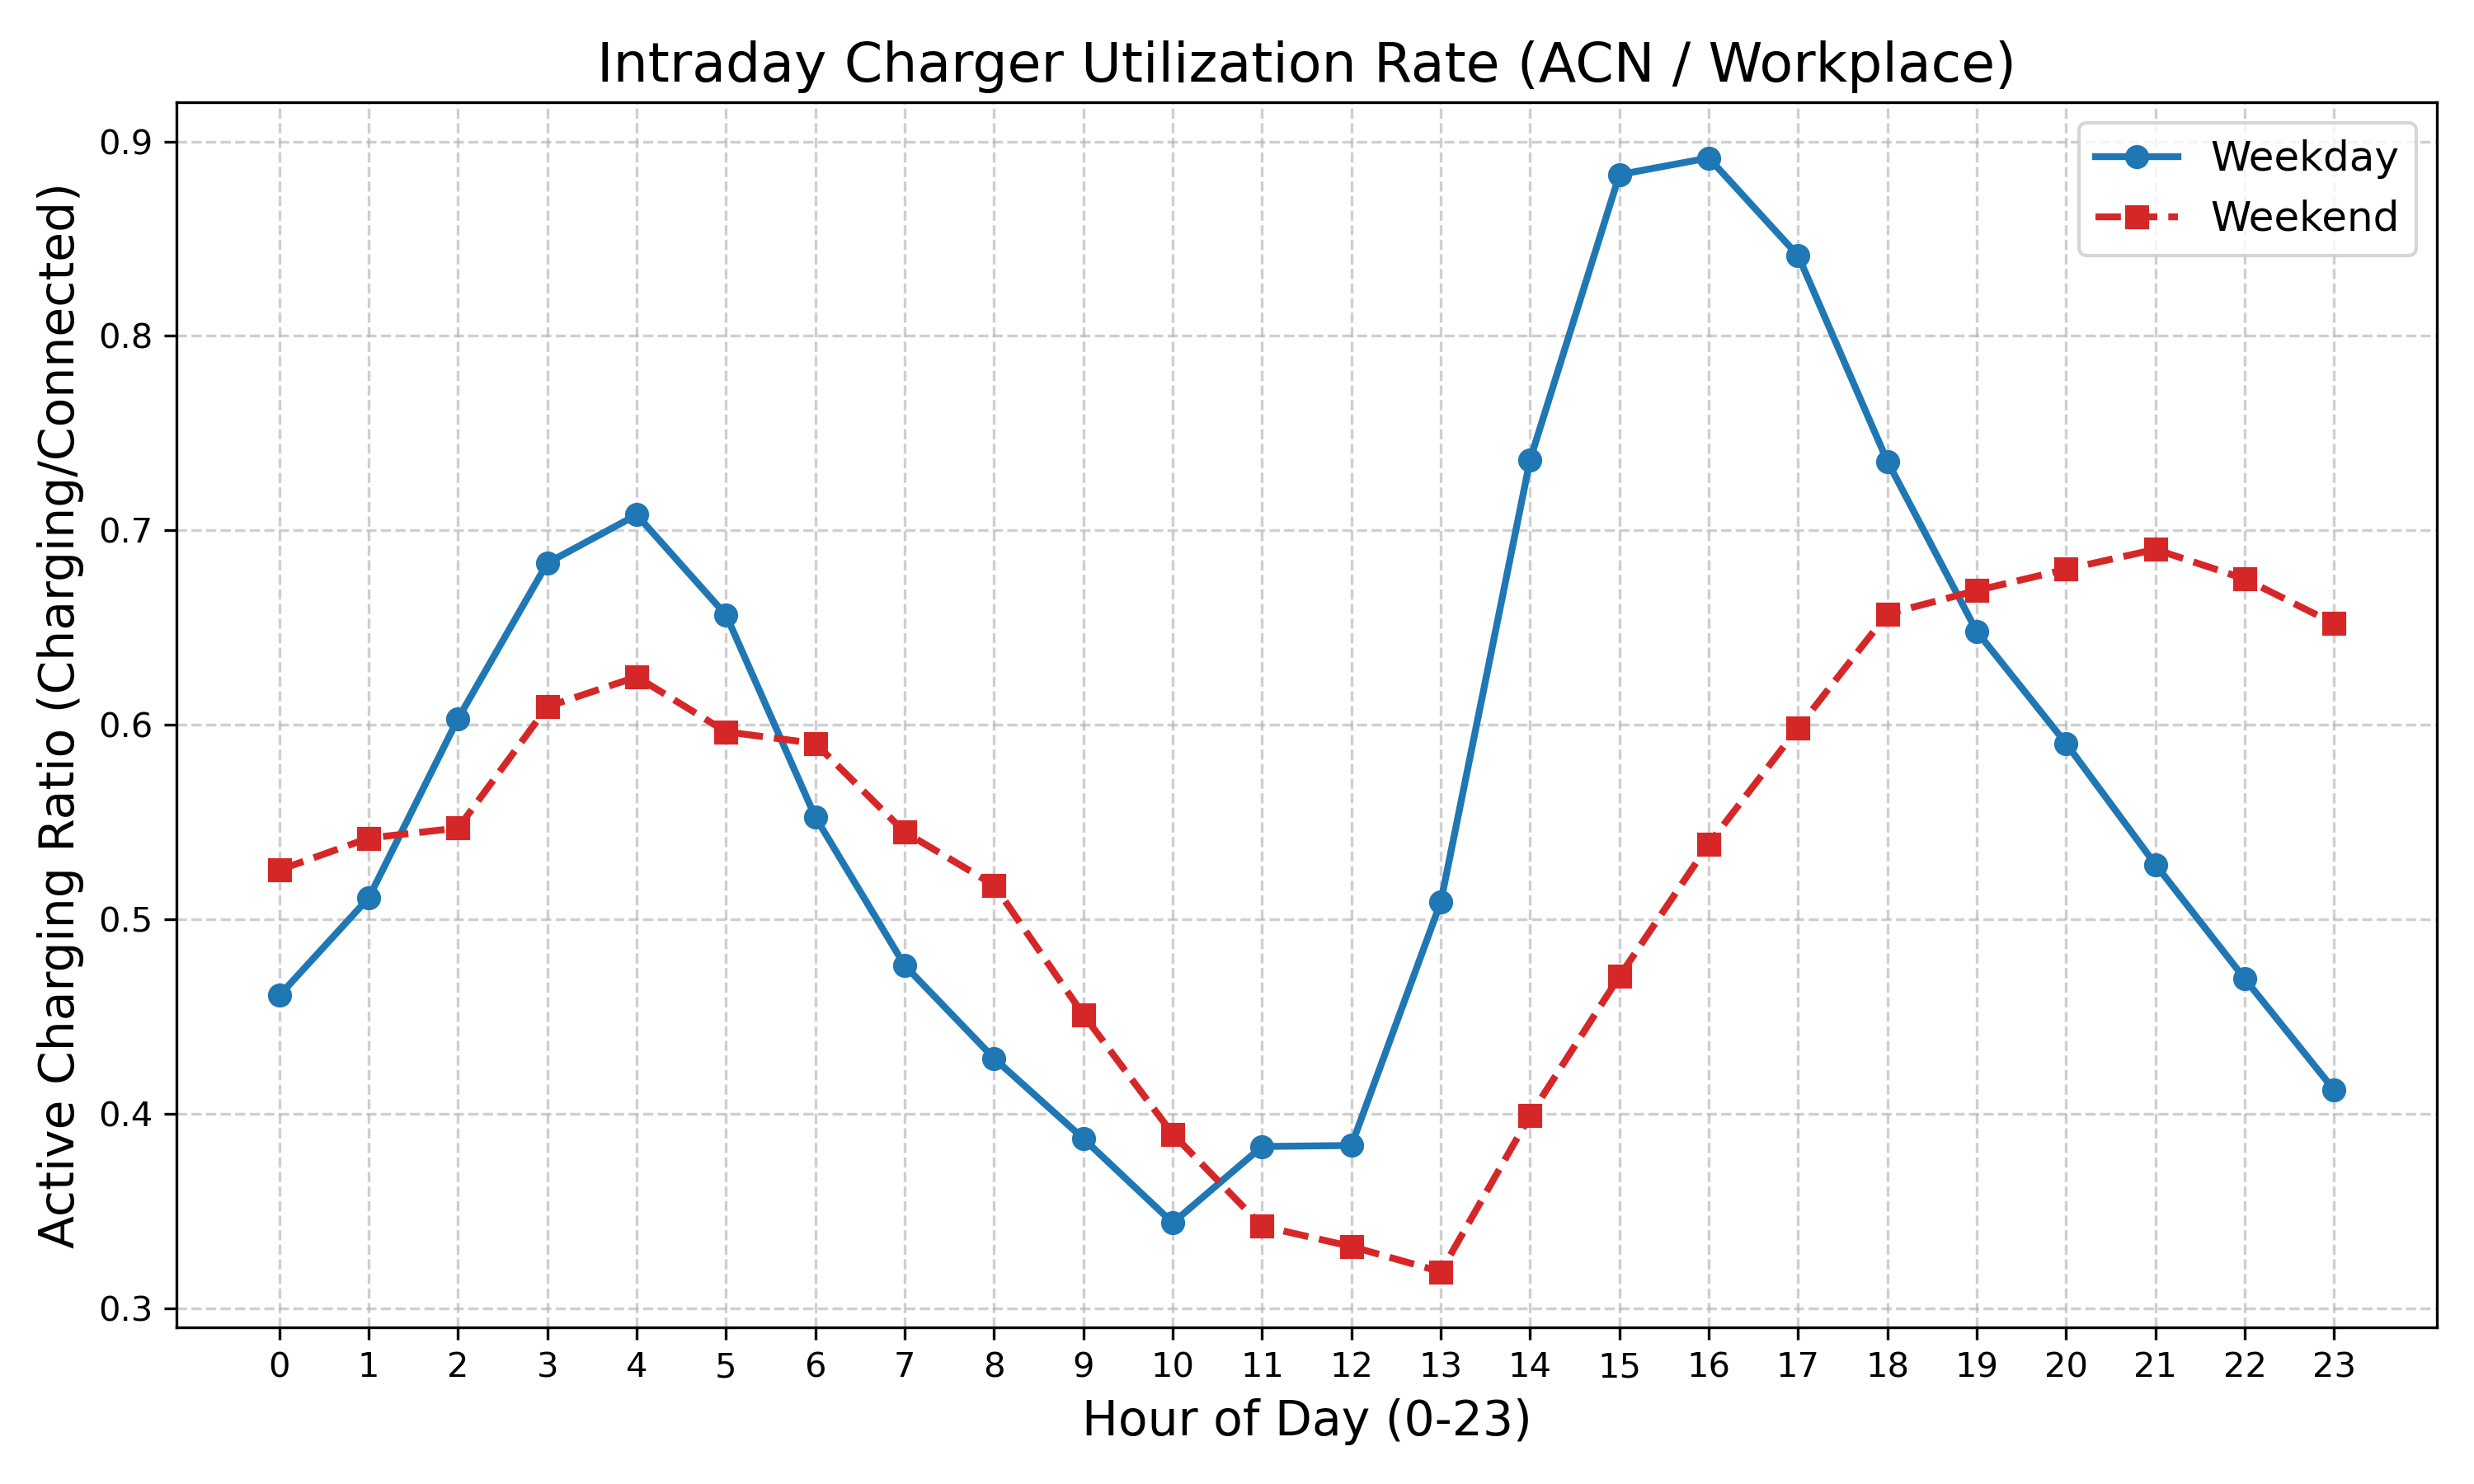 Intraday Charger Utilization Rate (ACN / Workplace)
Active Charging Ratio (Charging/Connected)
0.9
0.8
0.7
0.6
0.5
0.4
0.3
Weekday
Weekend
0 1 2 3 4 5 6 7 8 9 10 11 12 13 14 15 16 17 18 19 20 21 22 23
Hour of Day (0-23)